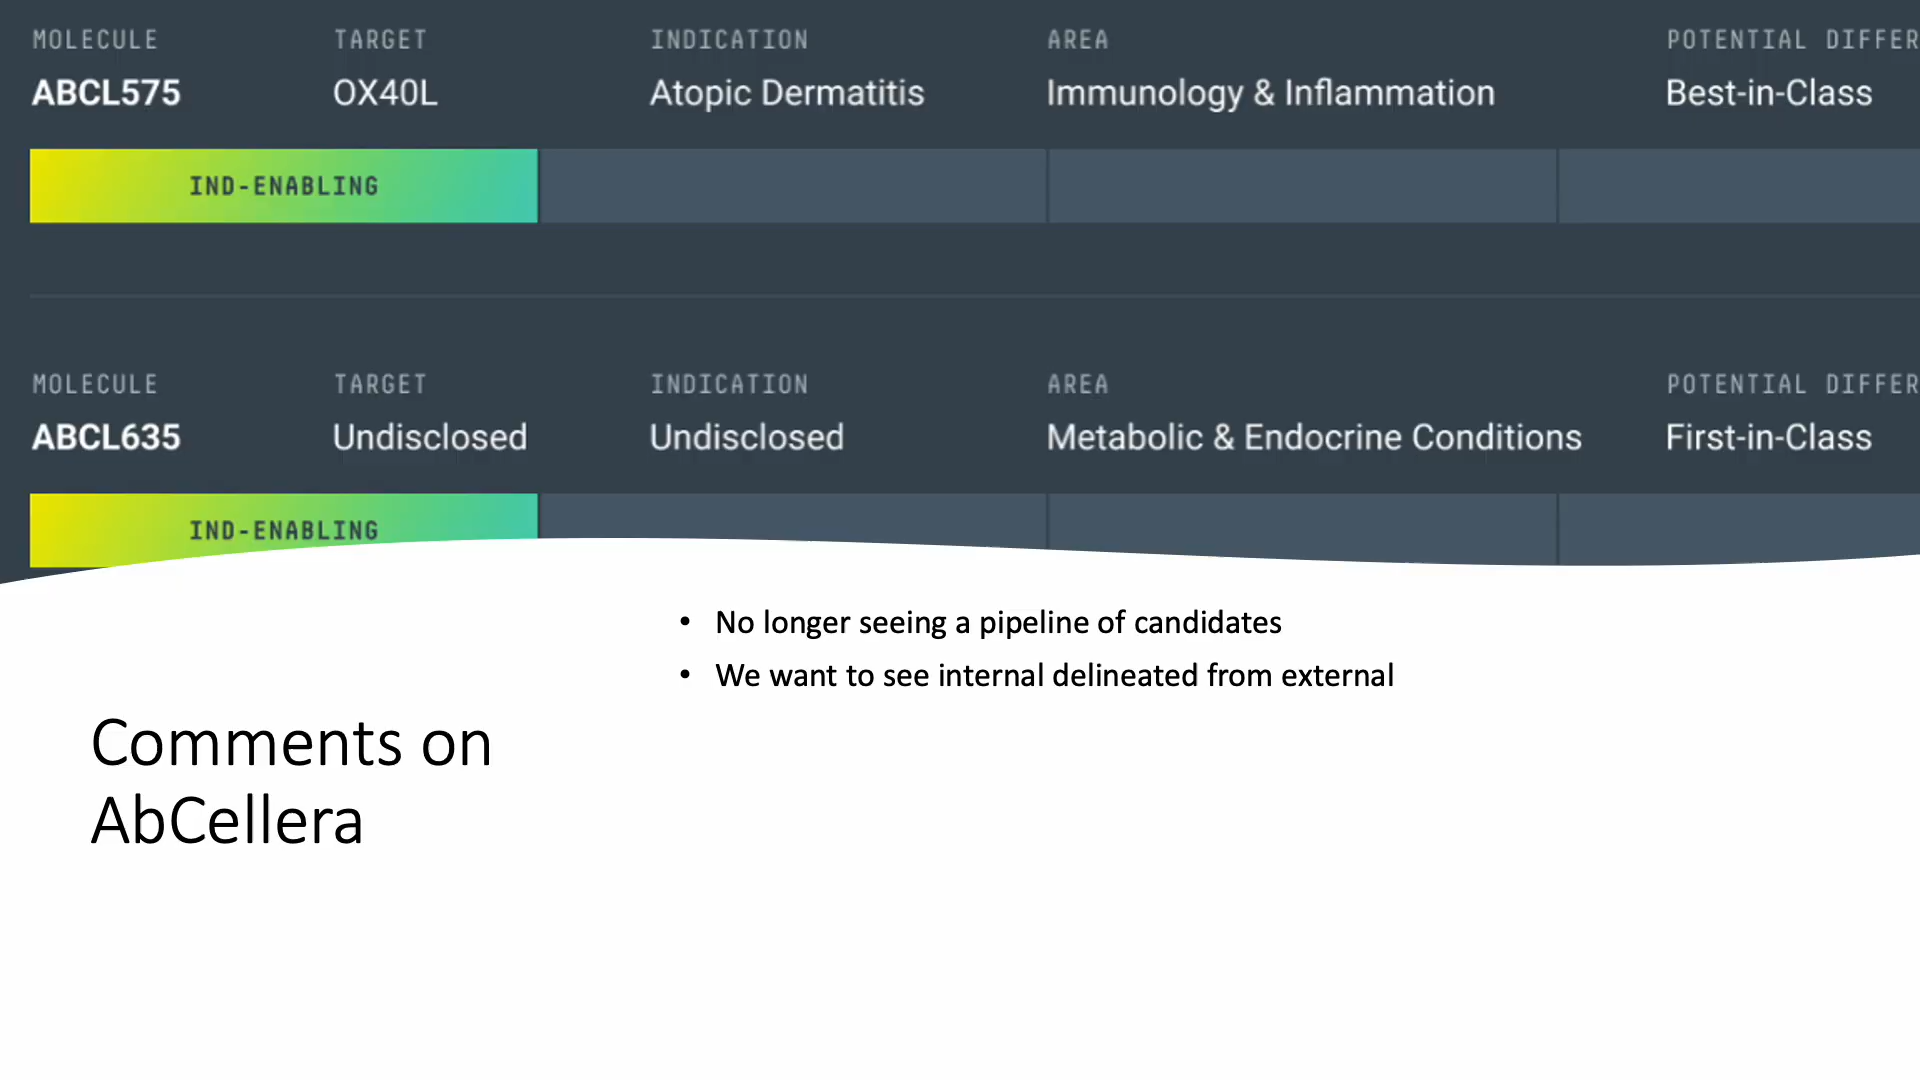 MOLECULE TARGET INDICATION AREA POTENTIAL DIFFER
ABCL575 OX40L Atopic Dermatitis Immunology & Inflammation Best-in-Class
IND-ENABLING
MOLECULE TARGET INDICATION AREA POTENTIAL DIFFER
ABCL635 Undisclosed Undisclosed Metabolic & Endocrine Conditions First-in-Class
IND-ENABLING
• No longer seeing a pipeline of candidates
• We want to see internal delineated from external
Comments on
AbCellera